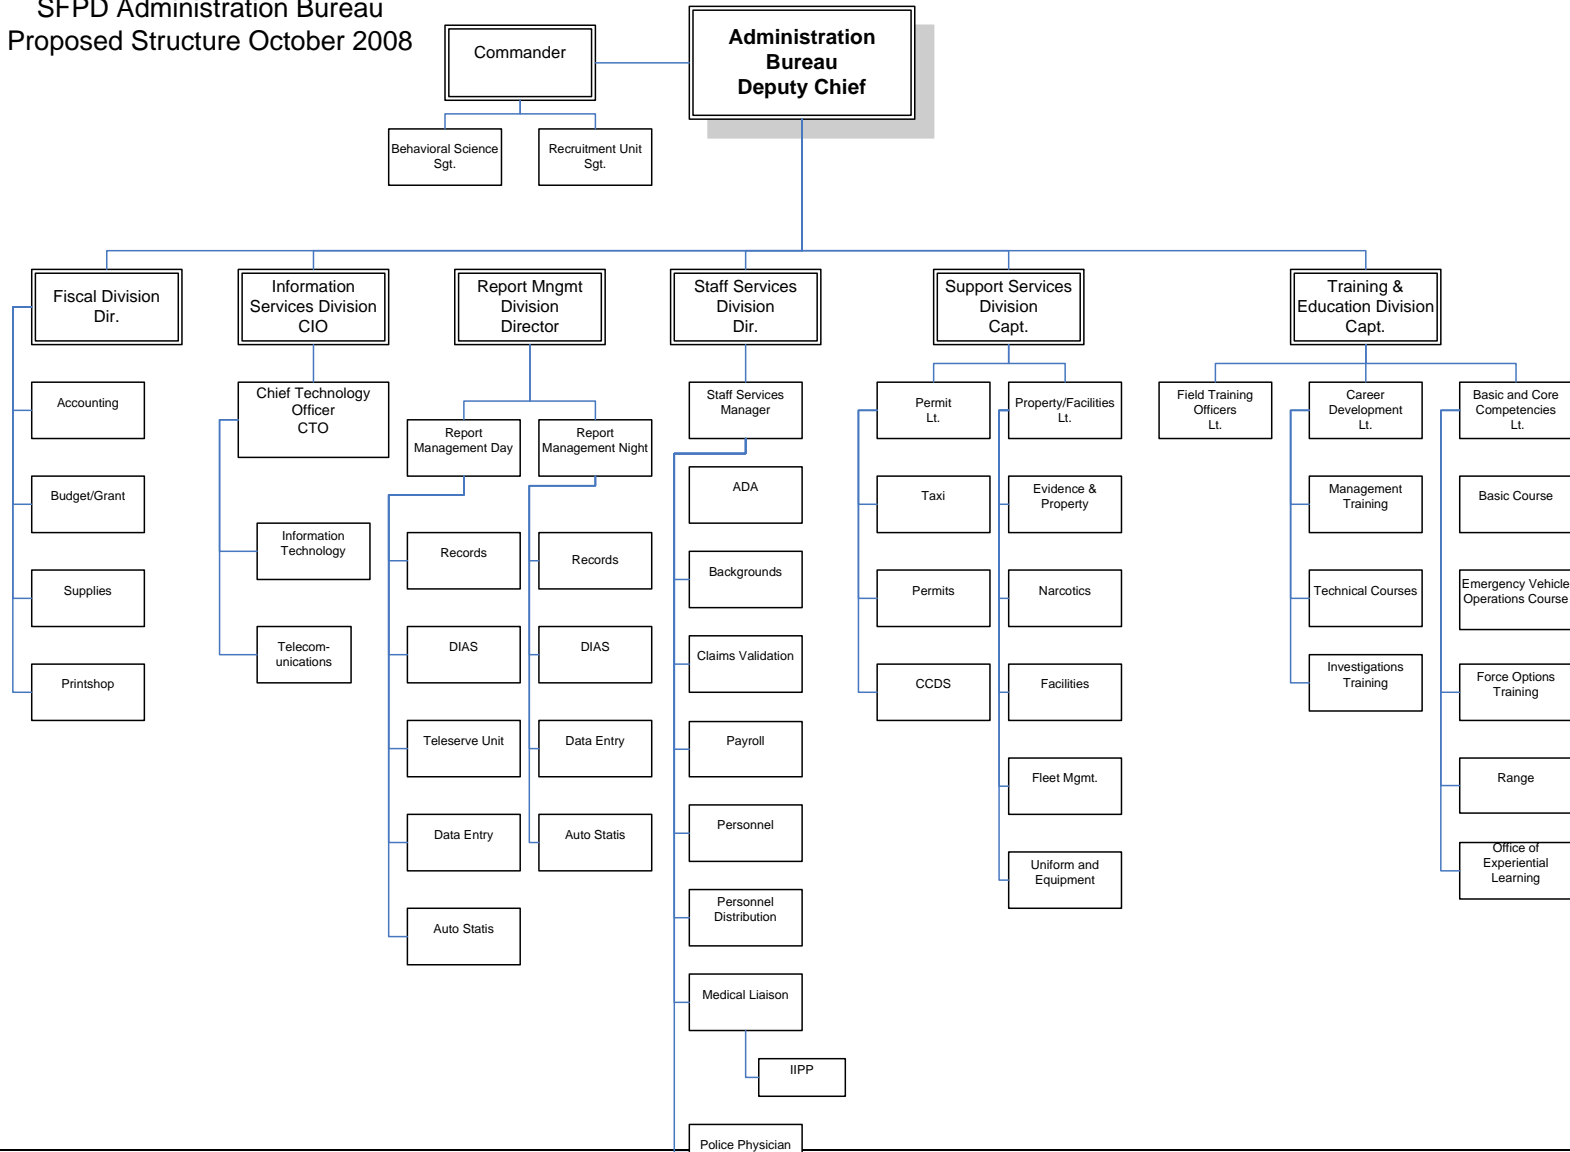 SFPD Administration Bureau
Proposed Structure October 2008
Commander
Administration
Bureau
Deputy Chief
Behavioral Science
Sgt.
Recruitment Unit
Sgt.
Fiscal Division
Dir.
Accounting
Budget/Grant
Supplies
Printshop
Information
Services Division
CIO
Chief Technology
Officer
CTO
Information
Technology
Telecom-
unications
Report Mngmt
Division
Director
Report
Management Day
Records
DIAS
Teleserve Unit
Data Entry
Auto Statis
Report
Management Night
Records
DIAS
Data Entry
Auto Statis
Staff Services
Division
Dir.
Staff Services
Manager
ADA
Backgrounds
Claims Validation
Payroll
Personnel
Personnel
Distribution
Medical Liaison
IIPP
Police Physician
Support Services
Division
Capt.
Permit
Lt.
Taxi
Permits
CCDS
Property/Facilities
Lt.
Evidence &
Property
Narcotics
Facilities
Fleet Mgmt.
Uniform and
Equipment
Training &
Education Division
Capt.
Field Training
Officers
Lt.
Career
Development
Lt.
Management
Training
Technical Courses
Investigations
Training
Basic and Core
Competencies
Lt.
Basic Course
Emergency Vehicle
Operations Course
Force Options
Training
Range
Office of
Experiential
Learning